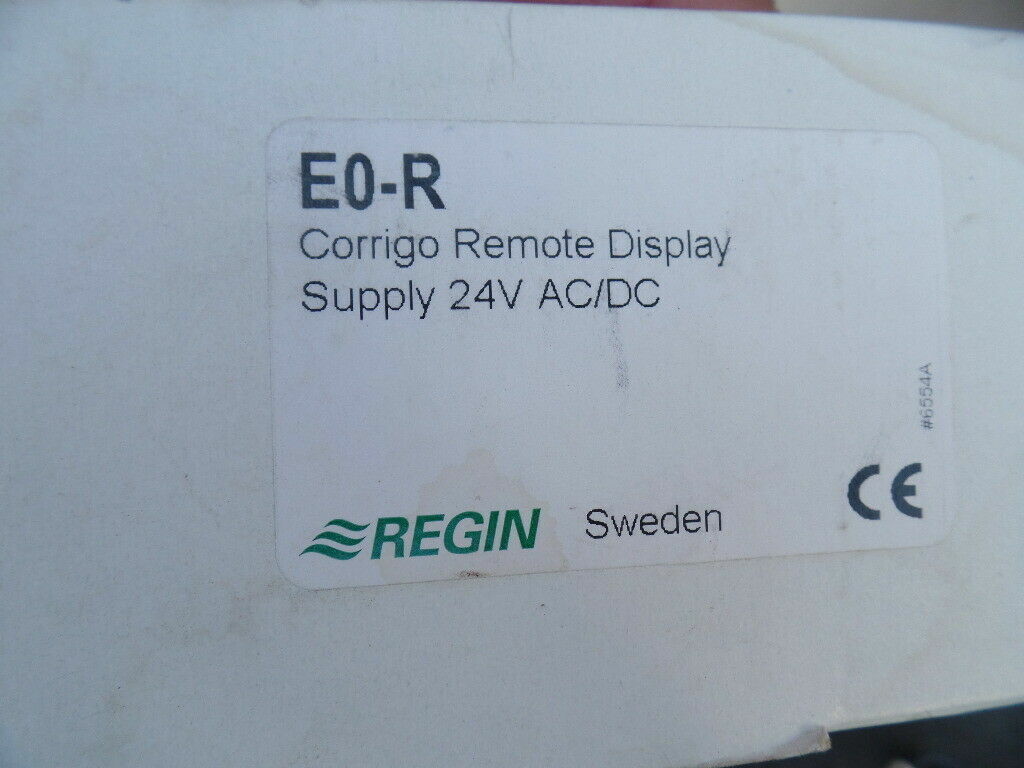 E0-R
Corrigo Remote Display
Supply 24V AC/DC
#6554A
CE
REGIN Sweden